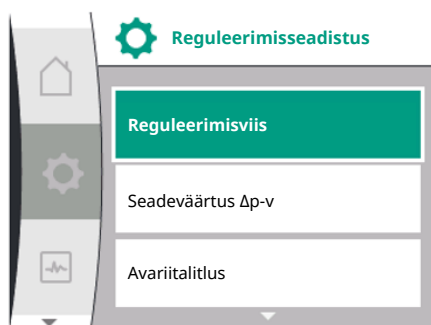 Reguleerimisseadistus
Reguleerimisviis
Seadeväärtus Δp-v
Avariitalitlus